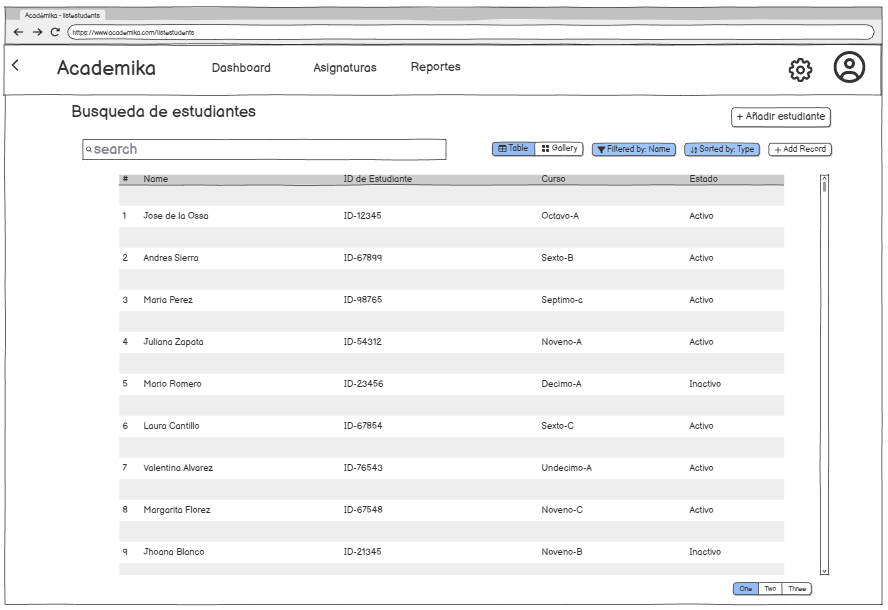 Academika - listestudents
https://www.academika.com/listestudents
Academika Dashboard Asignaturas Reportes
Busqueda de estudiantes
+ Añadir estudiante
search
Table Gallery Filtered by: Name Sorted by: Type + Add Record
# Name ID de Estudiante Curso Estado
1 Jose de la Ossa ID-12345 Octavo-A Activo
2 Andres Sierra ID-67899 Sexto-B Activo
3 Maria Perez ID-98765 Septimo-c Activo
4 Juliana Zapata ID-54312 Noveno-A Activo
5 Mario Romero ID-23456 Decimo-A Inactivo
6 Laura Cantillo ID-67854 Sexto-C Activo
7 Valentina Alvarez ID-76543 Undecimo-A Activo
8 Margarita Florez ID-67548 Noveno-C Activo
9 Jhoana Blanco ID-21345 Noveno-B Inactivo
One Two Three